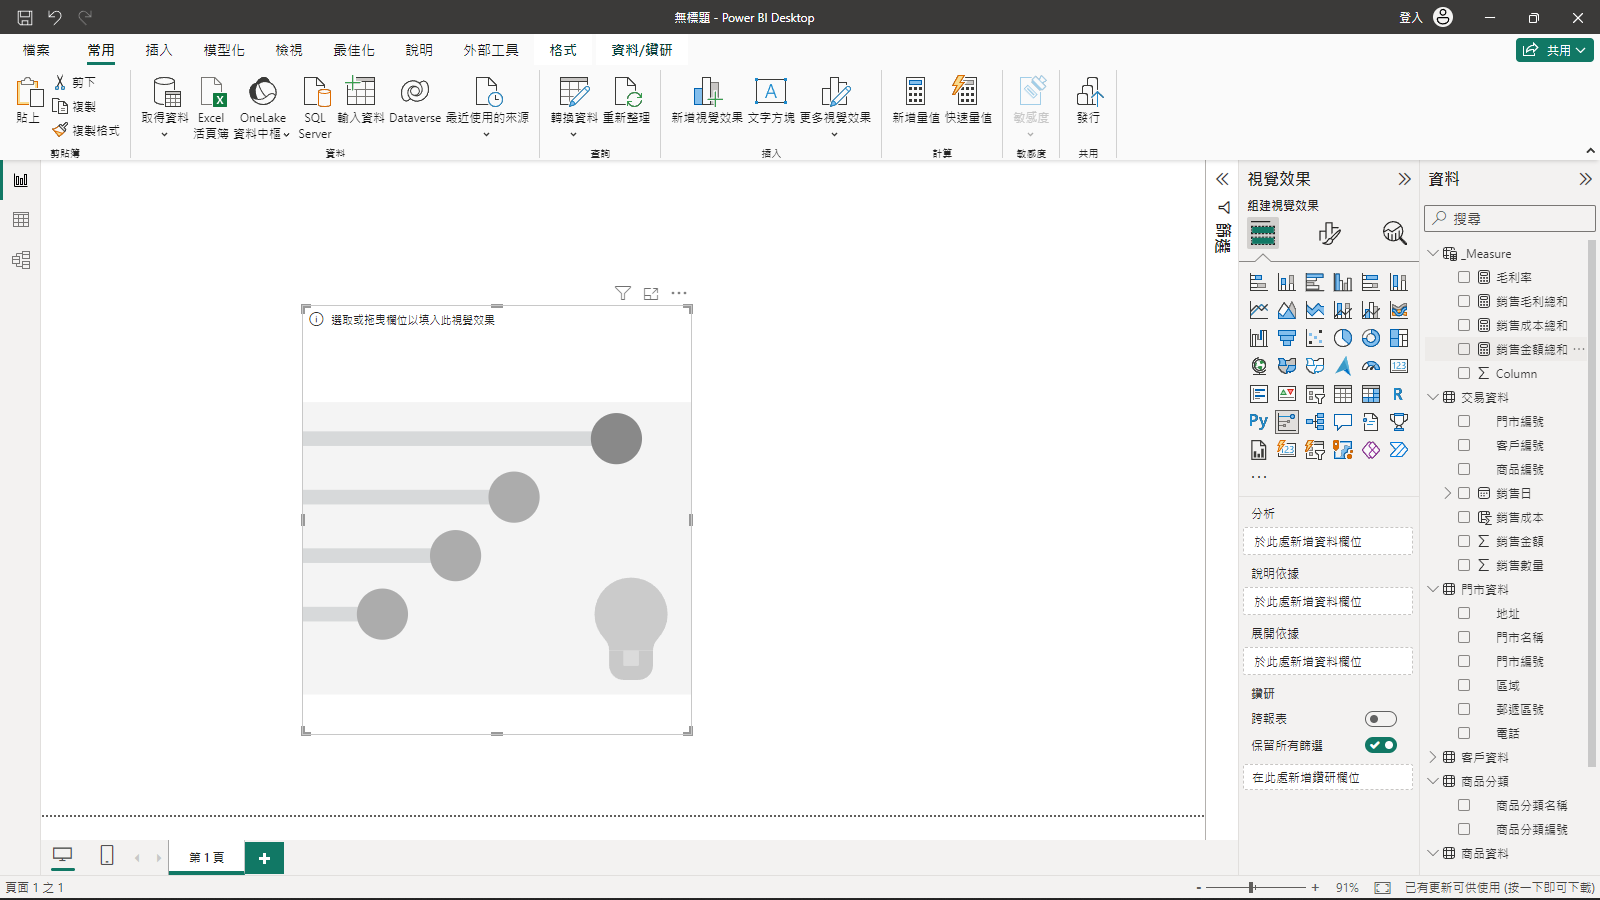 無標題 - Power BI Desktop
登入
檔案
常用
插入
模型化
檢視
最佳化
說明
外部工具
格式
資料/鑽研
共用
貼上
剪下
複製
複製格式
剪貼簿
取得資料
Excel
活頁簿
OneLake
資料中樞
SQL
Server
輸入資料
Dataverse
最近使用的來源
資料
轉換資料
重新整理
查詢
新增視覺效果
文字方塊
更多視覺效果
插入
新增量值
快速量值
計算
敏感度
敏感度
發行
共用
選取或拖曳欄位以填入此視覺效果
篩選
視覺效果
組建視覺效果
123
R
Py
123
分析
於此處新增資料欄位
說明依據
於此處新增資料欄位
展開依據
於此處新增資料欄位
鑽研
跨報表
保留所有篩選
在此處新增鑽研欄位
資料
搜尋
_Measure
毛利率
銷售毛利總和
銷售成本總和
銷售金額總和
Column
交易資料
門市編號
客戶編號
商品編號
銷售日
銷售成本
銷售金額
銷售數量
門市資料
地址
門市名稱
門市編號
區域
郵遞區號
電話
客戶資料
商品分類
商品分類名稱
商品分類編號
商品資料
第 1 頁
頁面 1 之 1
- + 91%
已有更新可供使用 (按一下即可下載)